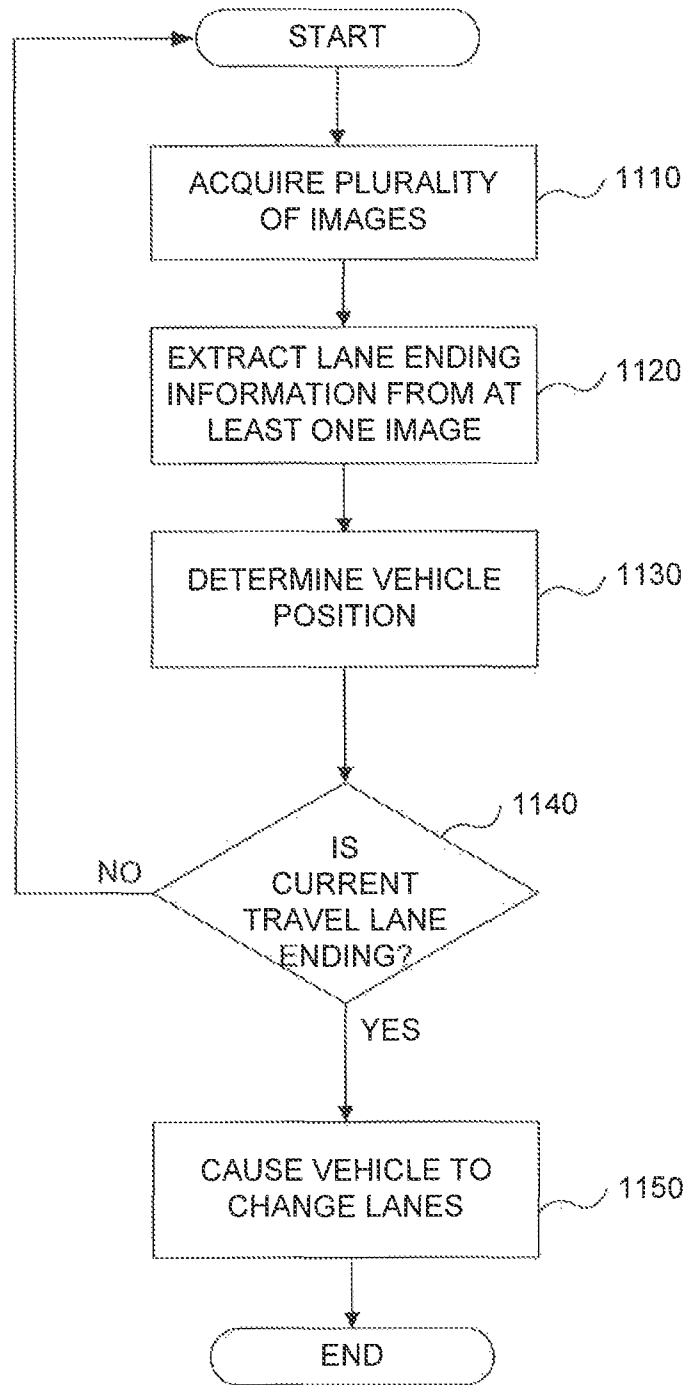 START
ACQUIRE PLURALITY
OF IMAGES
1110
EXTRACT LANE ENDING
INFORMATION FROM AT
LEAST ONE IMAGE
1120
DETERMINE VEHICLE
POSITION
1130
1140
IS
CURRENT
TRAVEL LANE
ENDING?
NO
YES
CAUSE VEHICLE TO
CHANGE LANES
1150
END